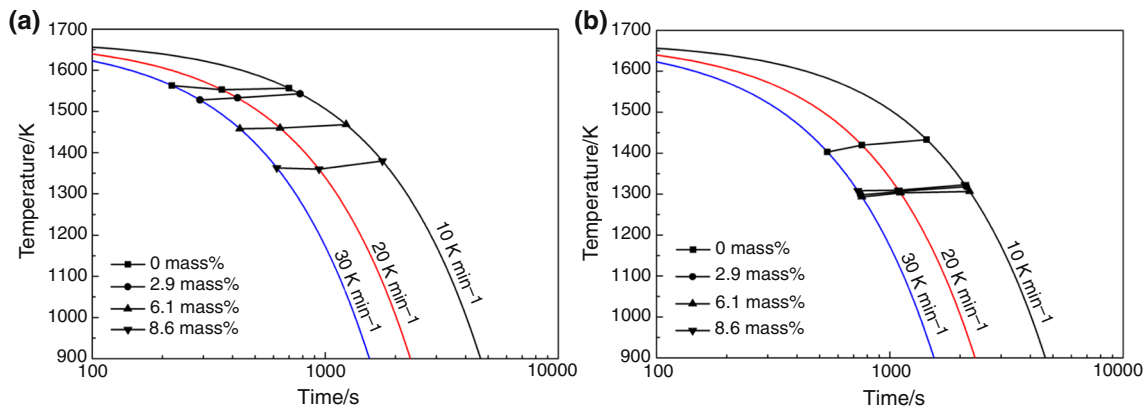 (a)
1700
1600
1500
1400
1300
1200
1100
1000
900
Temperature/K
0 mass%
2.9 mass%
6.1 mass%
8.6 mass%
30 K min–1
20 K min–1
10 K min–1
100
1000
10000
Time/s
(b)
1700
1600
1500
1400
1300
1200
1100
1000
900
Temperature/K
0 mass%
2.9 mass%
6.1 mass%
8.6 mass%
30 K min–1
20 K min–1
10 K min–1
100
1000
10000
Time/s